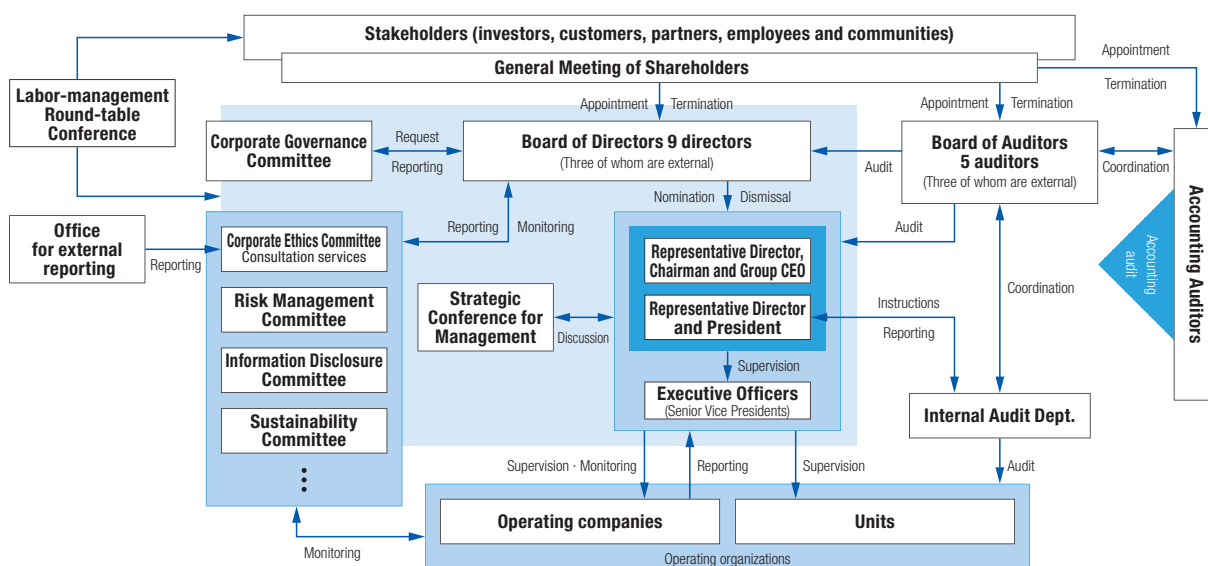 Stakeholders (investors, customers, partners, employees and communities)
General Meeting of Shareholders
Appointment
Termination
Labor-management
Round-table
Conference
Appointment
Termination
Appointment
Termination
Corporate Governance
Committee
Request
Reporting
Board of Directors 9 directors
(Three of whom are external)
Audit
Board of Auditors
5 auditors
(Three of whom are external)
Coordination
Accounting Auditors
Accounting
audit
Nomination
Dismissal
Office
for external
reporting
Reporting
Corporate Ethics Committee
Consultation services
Reporting
Monitoring
Audit
Risk Management
Committee
Information Disclosure
Committee
Sustainability
Committee
Strategic
Conference for
Management
Discussion
Representative Director,
Chairman and Group CEO
Representative Director
and President
Instructions
Reporting
Coordination
Supervision
Executive Officers
(Senior Vice Presidents)
Internal Audit Dept.
Supervision · Monitoring
Reporting
Supervision
Audit
Operating companies
Units
Monitoring
Operating organizations